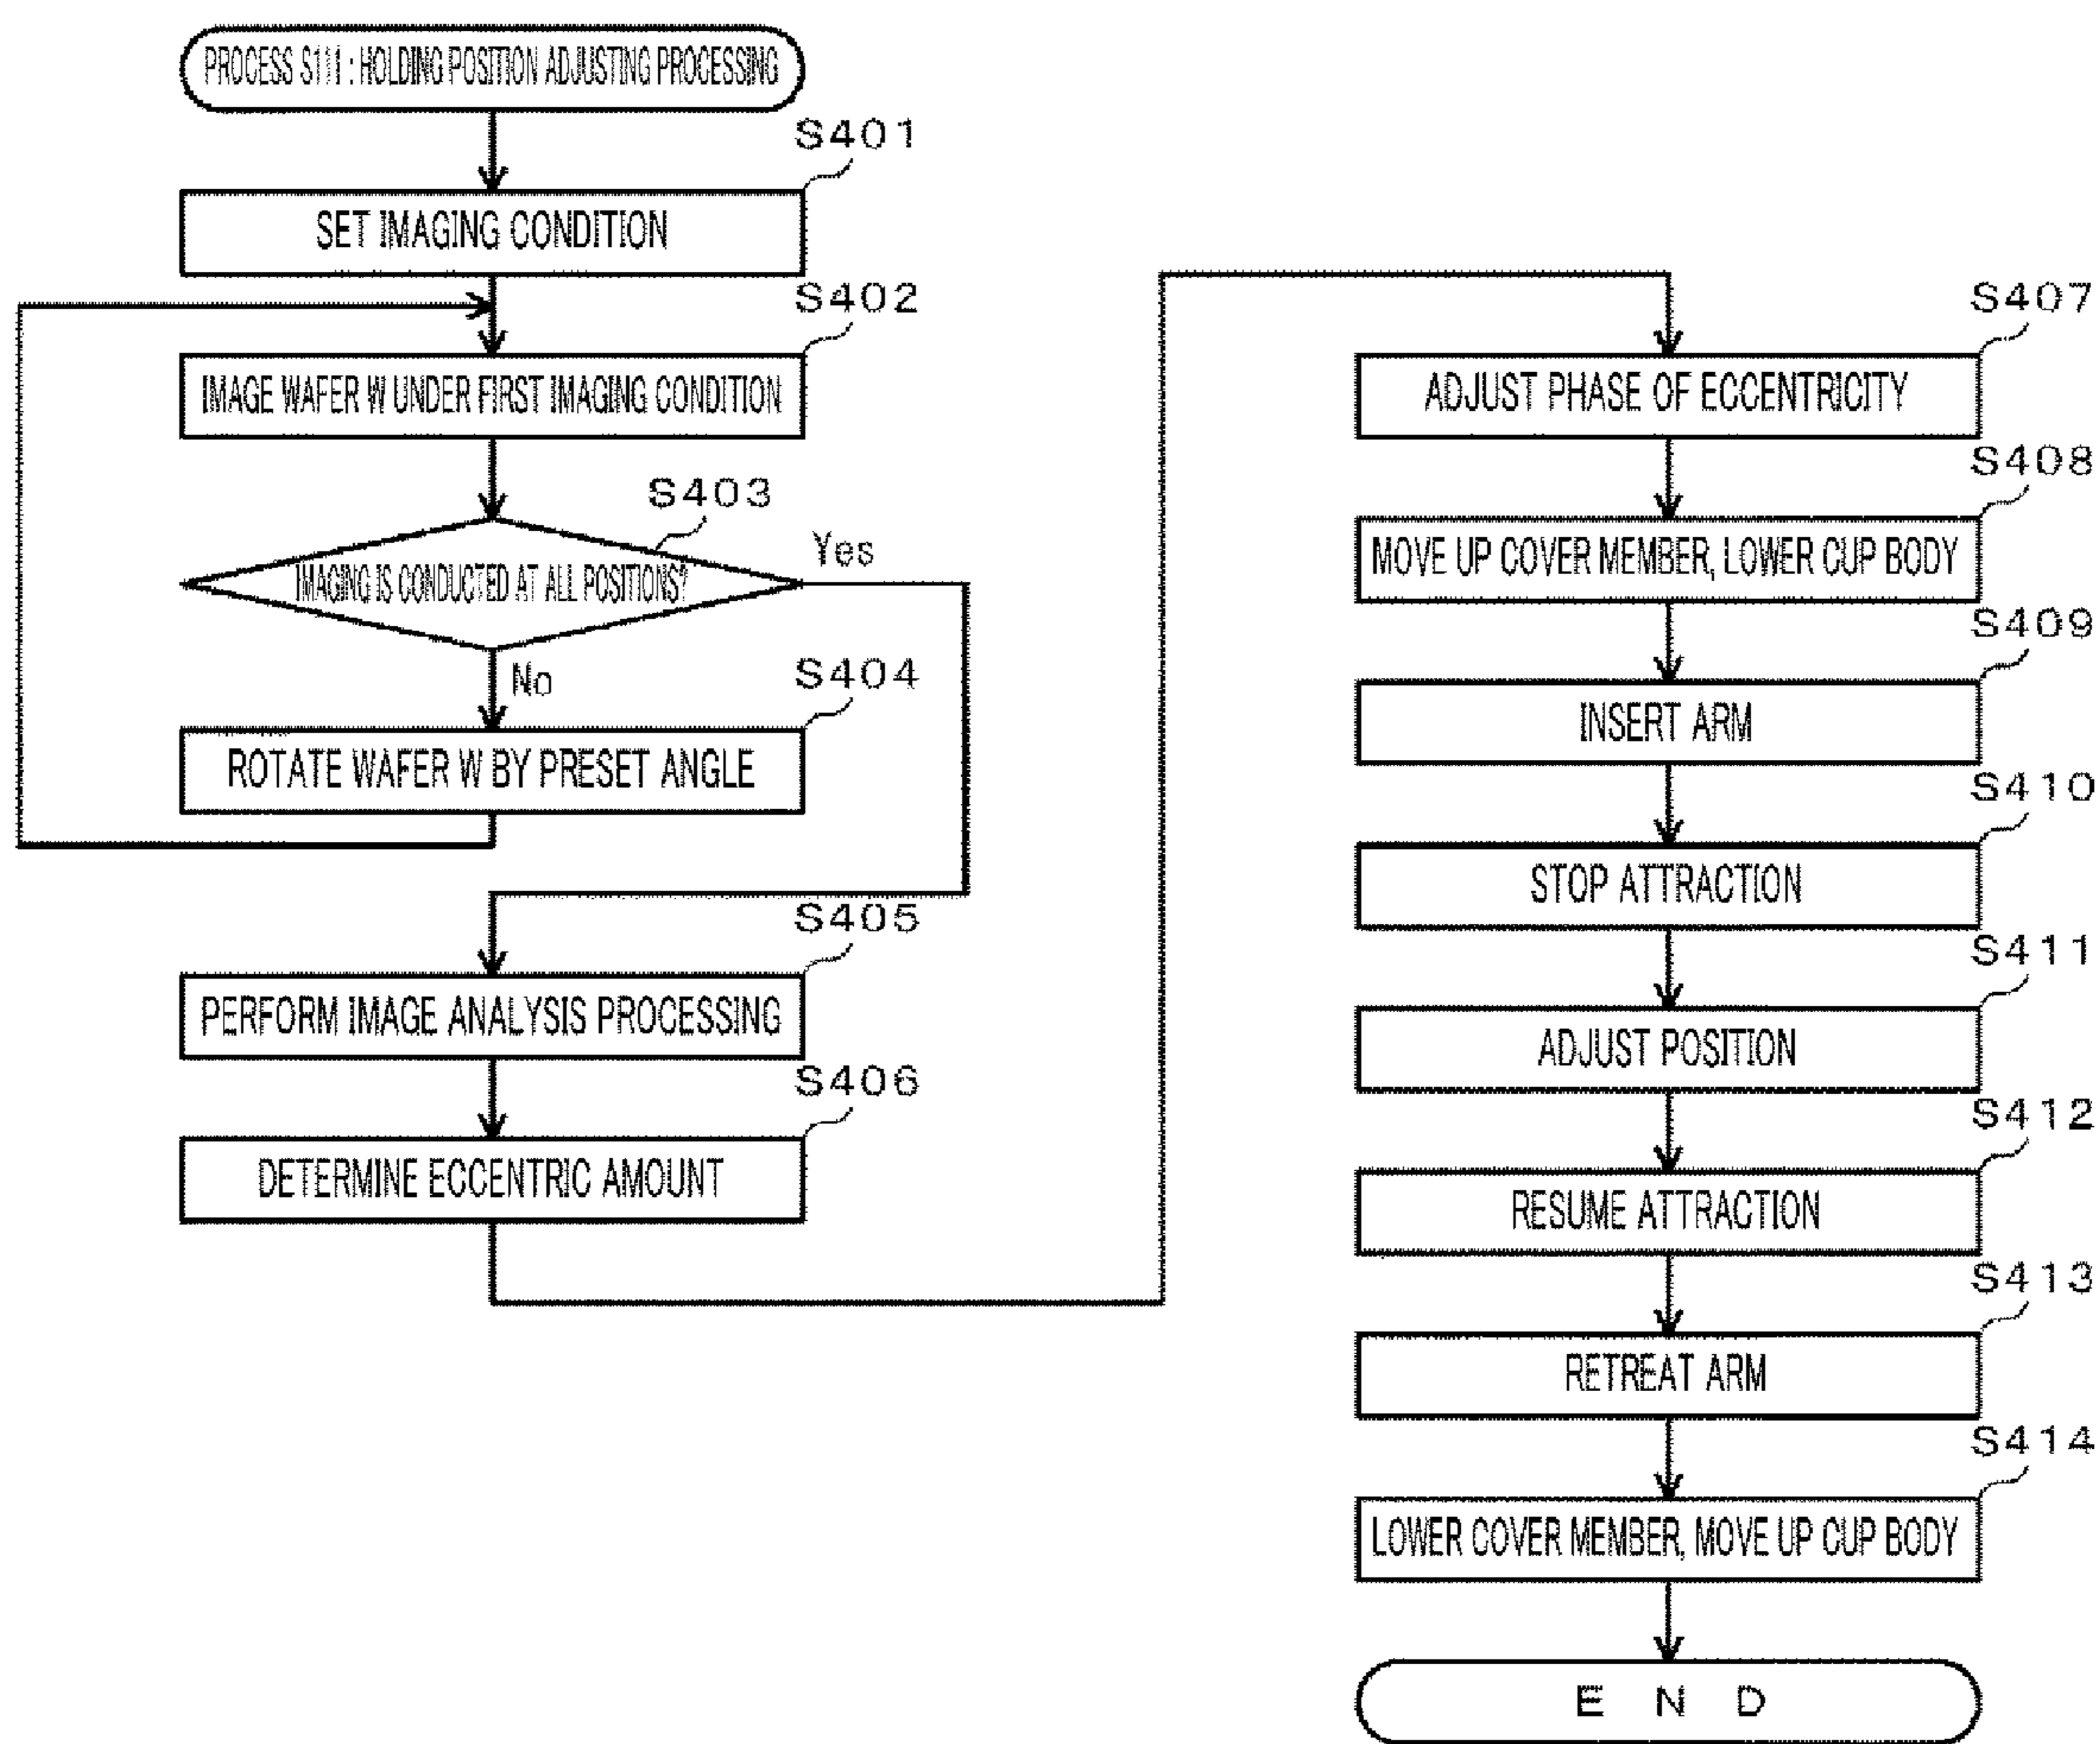 PROCESS S111 : HOLDING POSITION ADJUSTING PROCESSING
S401
SET IMAGING CONDITION
S402
IMAGE WAFER W UNDER FIRST IMAGING CONDITION
S403
IMAGING IS CONDUCTED AT ALL POSITIONS?
Yes
No
S404
ROTATE WAFER W BY PRESET ANGLE
S405
PERFORM IMAGE ANALYSIS PROCESSING
S406
DETERMINE ECCENTRIC AMOUNT
S407
ADJUST PHASE OF ECCENTRICITY
S408
MOVE UP COVER MEMBER, LOWER CUP BODY
S409
INSERT ARM
S410
STOP ATTRACTION
S411
ADJUST POSITION
S412
RESUME ATTRACTION
S413
RETREAT ARM
S414
LOWER COVER MEMBER, MOVE UP CUP BODY
END